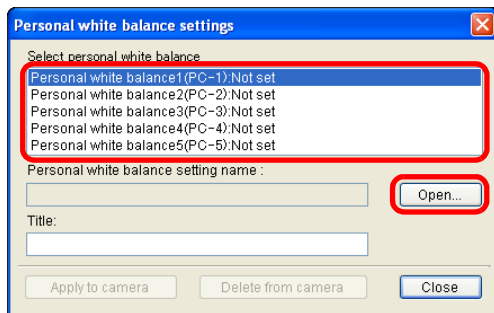 Personal white balance settings
Select personal white balance
Personal white balance1(PC-1):Not set
Personal white balance2(PC-2):Not set
Personal white balance3(PC-3):Not set
Personal white balance4(PC-4):Not set
Personal white balance5(PC-5):Not set
Personal white balance setting name :
Open...
Title:
Apply to camera Delete from camera Close